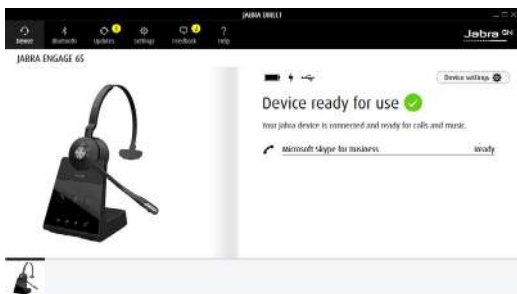 JABRA DIRECT
Device
Bluetooth
Updates
1
Settings
Feedback
Help
Jabra GN
JABRA ENGAGE 65
Device settings
Device ready for use
Your Jabra device is connected and ready for calls and music.
Microsoft Skype for Business Ready